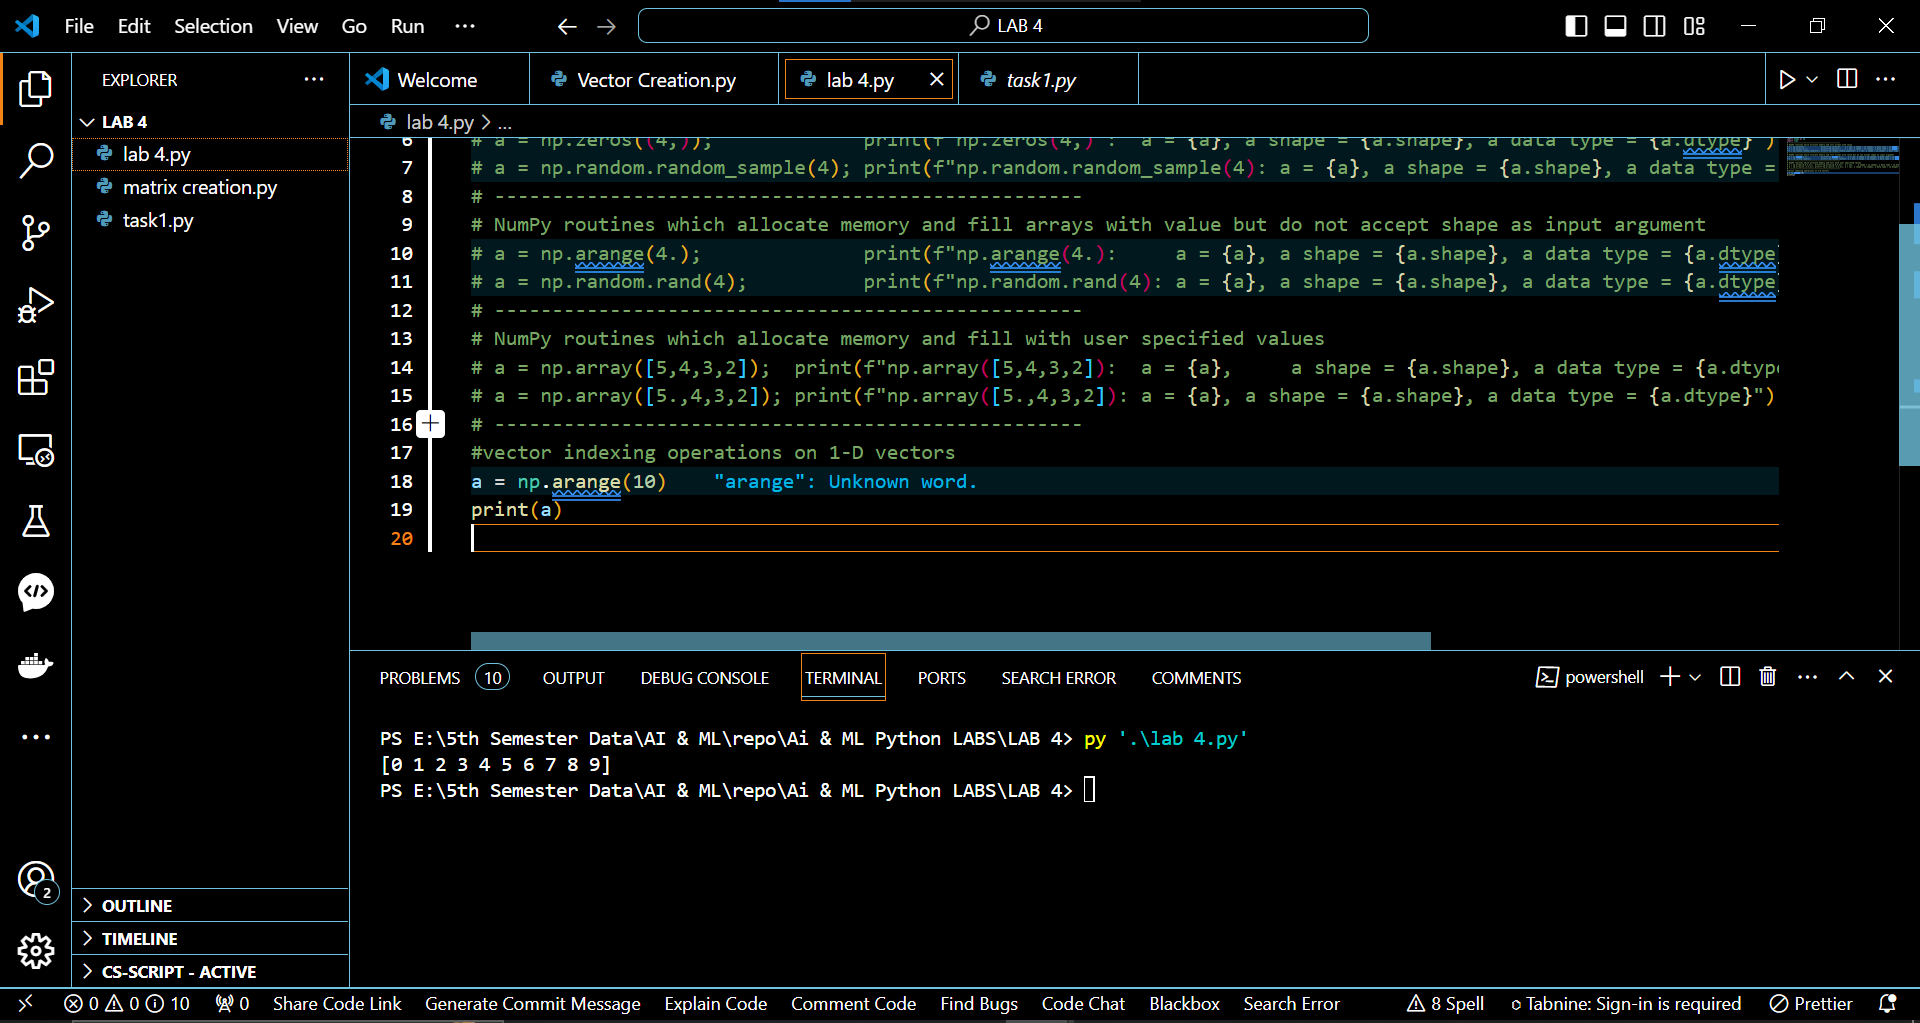 File Edit Selection View Go Run ···
LAB 4
EXPLORER
LAB 4
lab 4.py
matrix creation.py
task1.py
OUTLINE
TIMELINE
CS-SCRIPT - ACTIVE
2
Welcome
Vector Creation.py
lab 4.py
task1.py
lab 4.py > ...
6 # a = np.zeros((4,)); print(f"np.zeros(4,) : a = {a}, a shape = {a.shape}, a data type = {a.dtype}")
7 # a = np.random.random_sample(4); print(f"np.random.random_sample(4): a = {a}, a shape = {a.shape}, a data type =
8 # ---------------------------------------------------
9 # NumPy routines which allocate memory and fill arrays with value but do not accept shape as input argument
10 # a = np.arange(4.); print(f"np.arange(4.): a = {a}, a shape = {a.shape}, a data type = {a.dtype
11 # a = np.random.rand(4); print(f"np.random.rand(4): a = {a}, a shape = {a.shape}, a data type = {a.dtype
12 # ---------------------------------------------------
13 # NumPy routines which allocate memory and fill with user specified values
14 # a = np.array([5,4,3,2]); print(f"np.array([5,4,3,2]): a = {a}, a shape = {a.shape}, a data type = {a.dtyp
15 # a = np.array([5.,4,3,2]); print(f"np.array([5.,4,3,2]): a = {a}, a shape = {a.shape}, a data type = {a.dtype}")
16 # ---------------------------------------------------
17 #vector indexing operations on 1-D vectors
18 a = np.arange(10) "arange": Unknown word.
19 print(a)
20
PROBLEMS 10 OUTPUT DEBUG CONSOLE TERMINAL PORTS SEARCH ERROR COMMENTS
powershell
PS E:\5th Semester Data\AI & ML\repo\Ai & ML Python LABS\LAB 4> py '.\lab 4.py'
[0 1 2 3 4 5 6 7 8 9]
PS E:\5th Semester Data\AI & ML\repo\Ai & ML Python LABS\LAB 4>
0 0 10 0 Share Code Link Generate Commit Message Explain Code Comment Code Find Bugs Code Chat Blackbox Search Error 8 Spell Tabnine: Sign-in is required Prettier